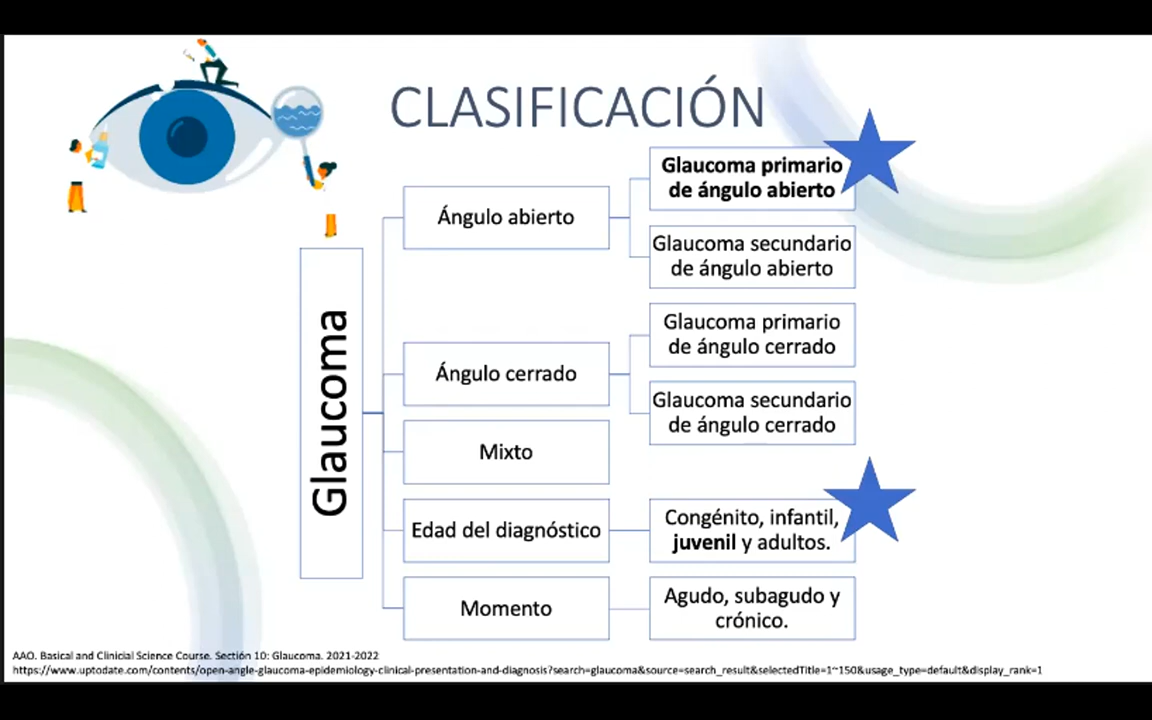 CLASIFICACIÓN
Glaucoma
Ángulo abierto
Glaucoma primario
de ángulo abierto
Glaucoma secundario
de ángulo abierto
Ángulo cerrado
Glaucoma primario
de ángulo cerrado
Glaucoma secundario
de ángulo cerrado
Mixto
Edad del diagnóstico
Congénito, infantil,
juvenil y adultos.
Momento
Agudo, subagudo y
crónico.
AAO. Basical and Clinicial Science Course. Sectión 10: Glaucoma. 2021-2022
https://www.uptodate.com/contents/open-angle-glaucoma-epidemiology-clinical-presentation-and-diagnosis?search=glaucoma&source=search_result&selectedTitle=1~150&usage_type=default&display_rank=1